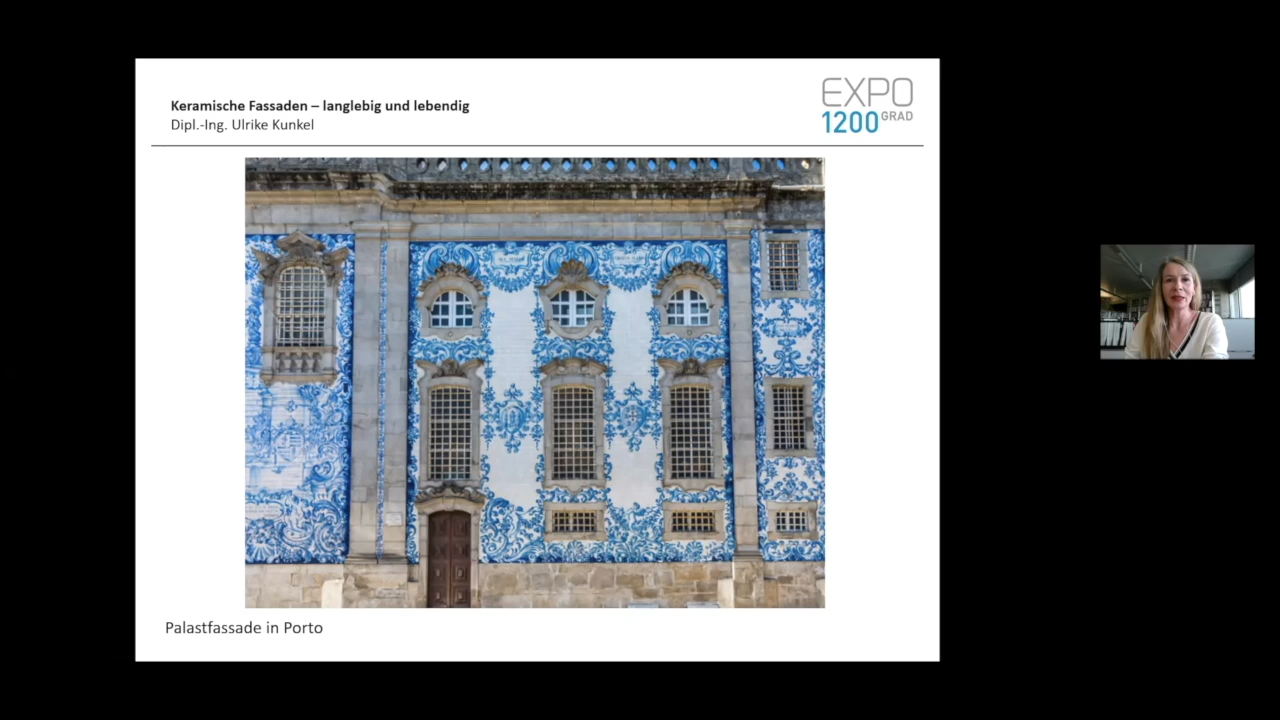 Keramische Fassaden – langlebig und lebendig
Dipl.-Ing. Ulrike Kunkel
EXPO
1200 GRAD
Palastfassade in Porto